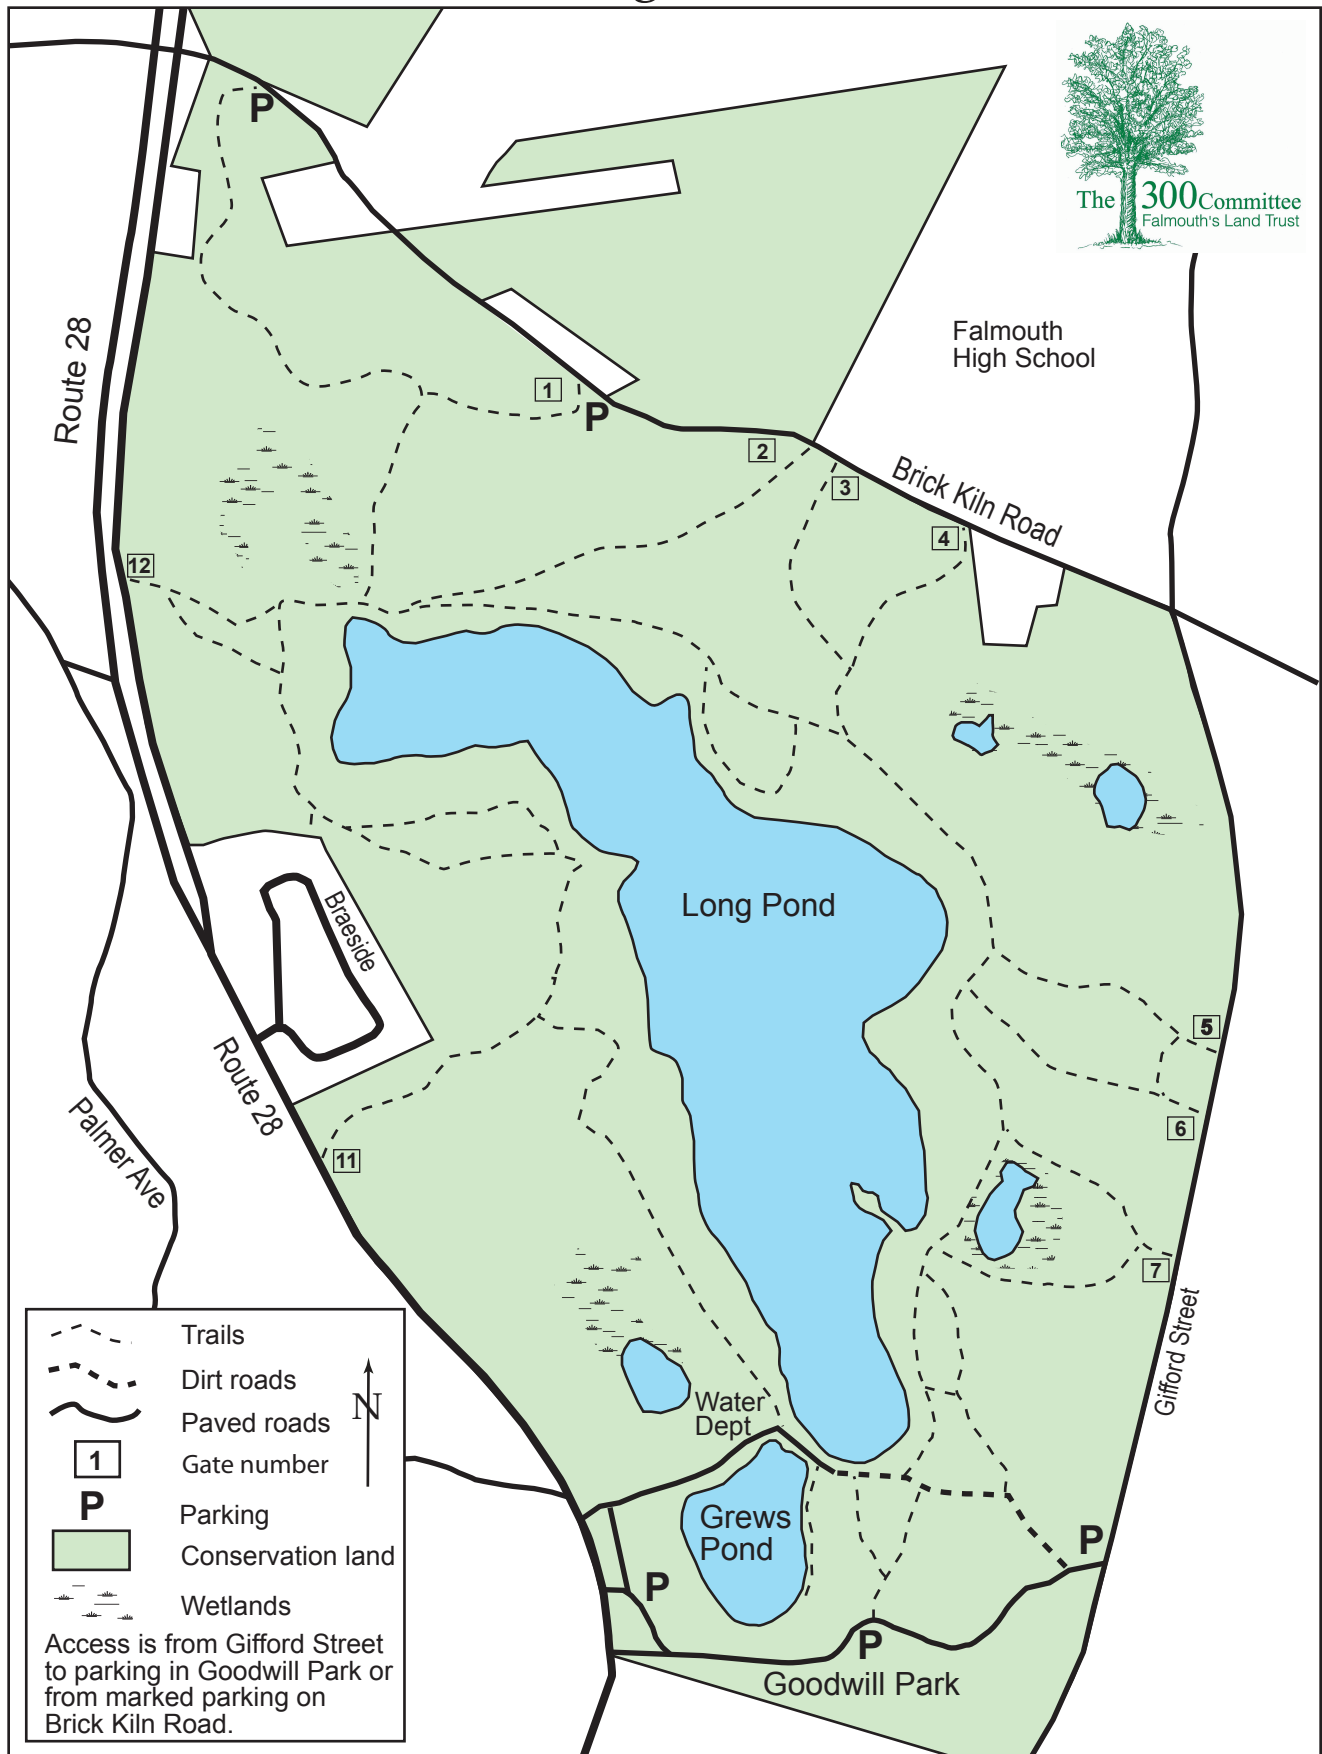 P
The 300 Committee
Falmouth's Land Trust
Route 28
Falmouth
High School
1
P
2
3
Brick Kiln Road
4
12
Long Pond
Braeside
5
Route 28
6
Palmer Ave
11
7
Gifford Street
Water
Dept
Grews
Pond
P
P
P
Goodwill Park
Trails
Dirt roads
N
Paved roads
1
Gate number
P
Parking
Conservation land
Wetlands
Access is from Gifford Street
to parking in Goodwill Park or
from marked parking on
Brick Kiln Road.